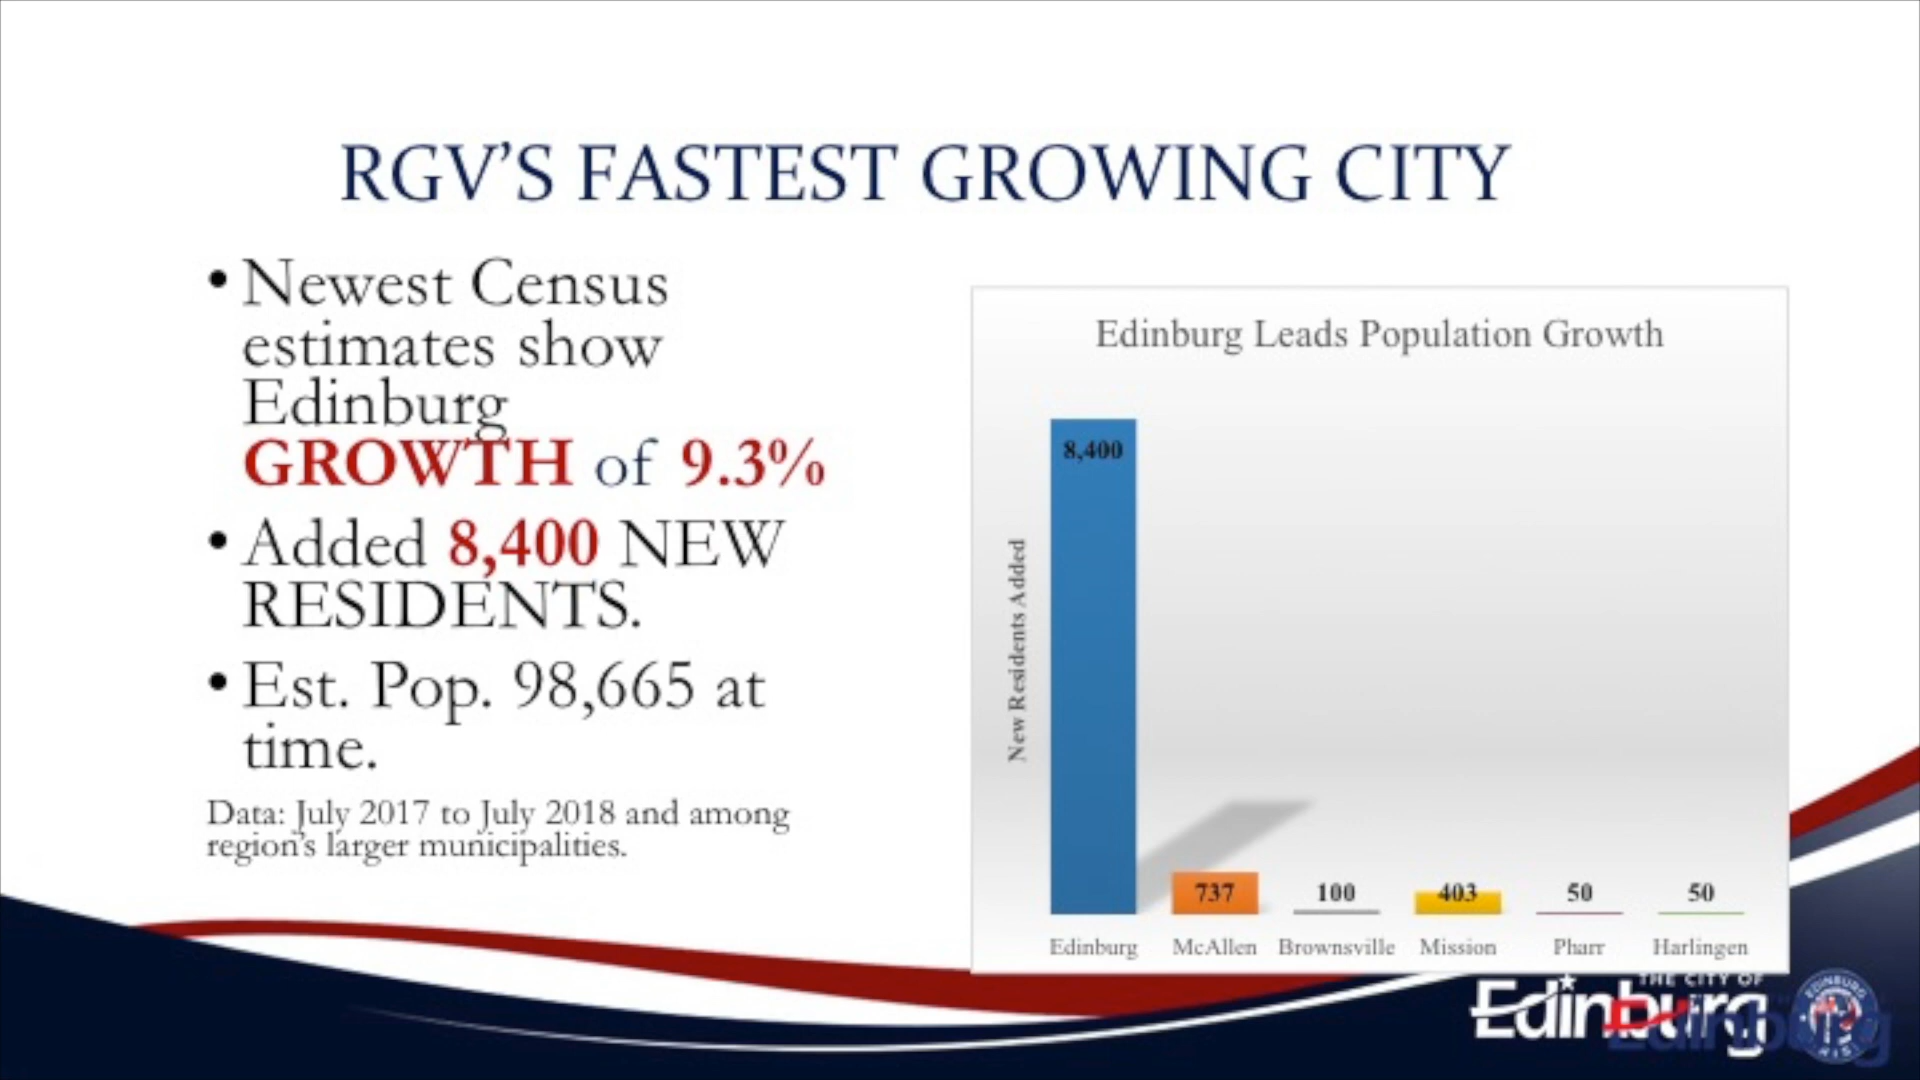 RGV'S FASTEST GROWING CITY
• Newest Census
estimates show
Edinburg
GROWTH of 9.3%
• Added 8,400 NEW
RESIDENTS.
• Est. Pop. 98,665 at
time.
Data: July 2017 to July 2018 and among
region's larger municipalities.
Edinburg Leads Population Growth
New Residents Added
8,400
737
100
403
50
50
Edinburg
McAllen
Brownsville
Mission
Pharr
Harlingen
THE CITY OF
Edinburg
Edinburg
EDINBURG